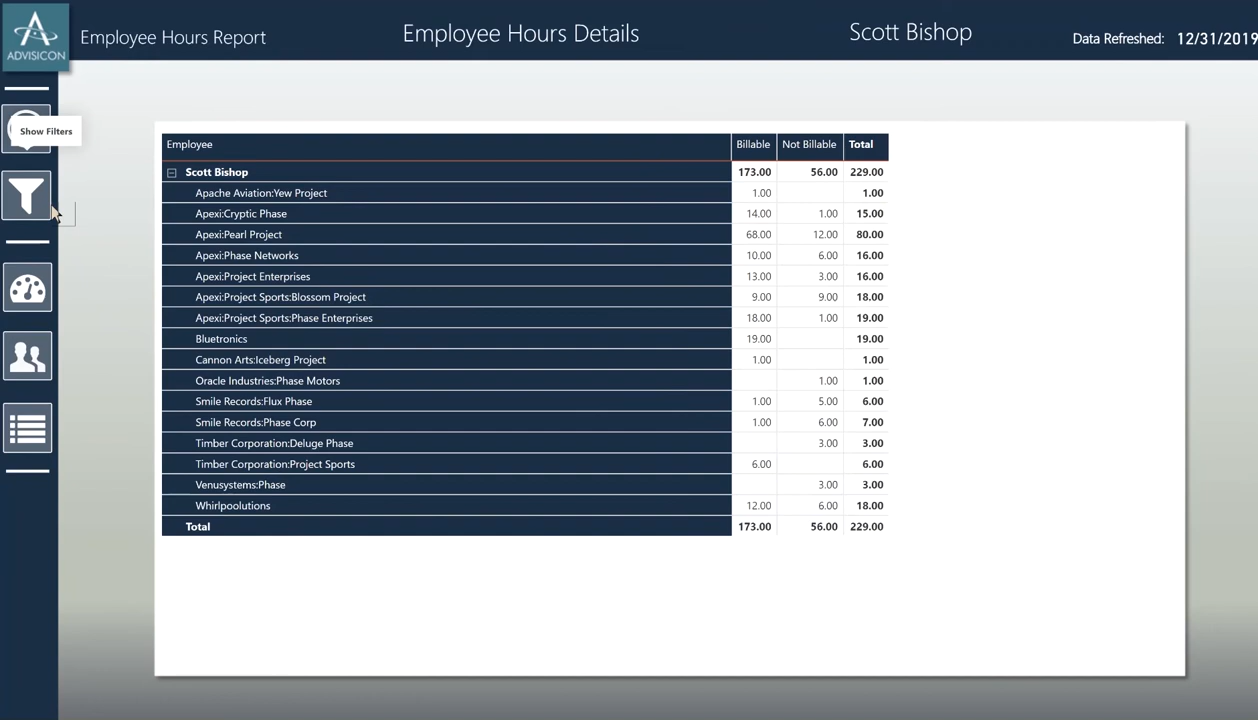 ADVISICON
Employee Hours Report
Employee Hours Details
Scott Bishop
Data Refreshed: 12/31/2019
Show Filters
Employee Billable Not Billable Total
Scott Bishop 173.00 56.00 229.00
Apache Aviation:Yew Project 1.00 1.00
Apexi:Cryptic Phase 14.00 1.00 15.00
Apexi:Pearl Project 68.00 12.00 80.00
Apexi:Phase Networks 10.00 6.00 16.00
Apexi:Project Enterprises 13.00 3.00 16.00
Apexi:Project Sports:Blossom Project 9.00 9.00 18.00
Apexi:Project Sports:Phase Enterprises 18.00 1.00 19.00
Bluetronics 19.00 19.00
Cannon Arts:Iceberg Project 1.00 1.00
Oracle Industries:Phase Motors 1.00 1.00
Smile Records:Flux Phase 1.00 5.00 6.00
Smile Records:Phase Corp 1.00 6.00 7.00
Timber Corporation:Deluge Phase 3.00 3.00
Timber Corporation:Project Sports 6.00 6.00
Venusystems:Phase 3.00 3.00
Whirlpoolutions 12.00 6.00 18.00
Total 173.00 56.00 229.00